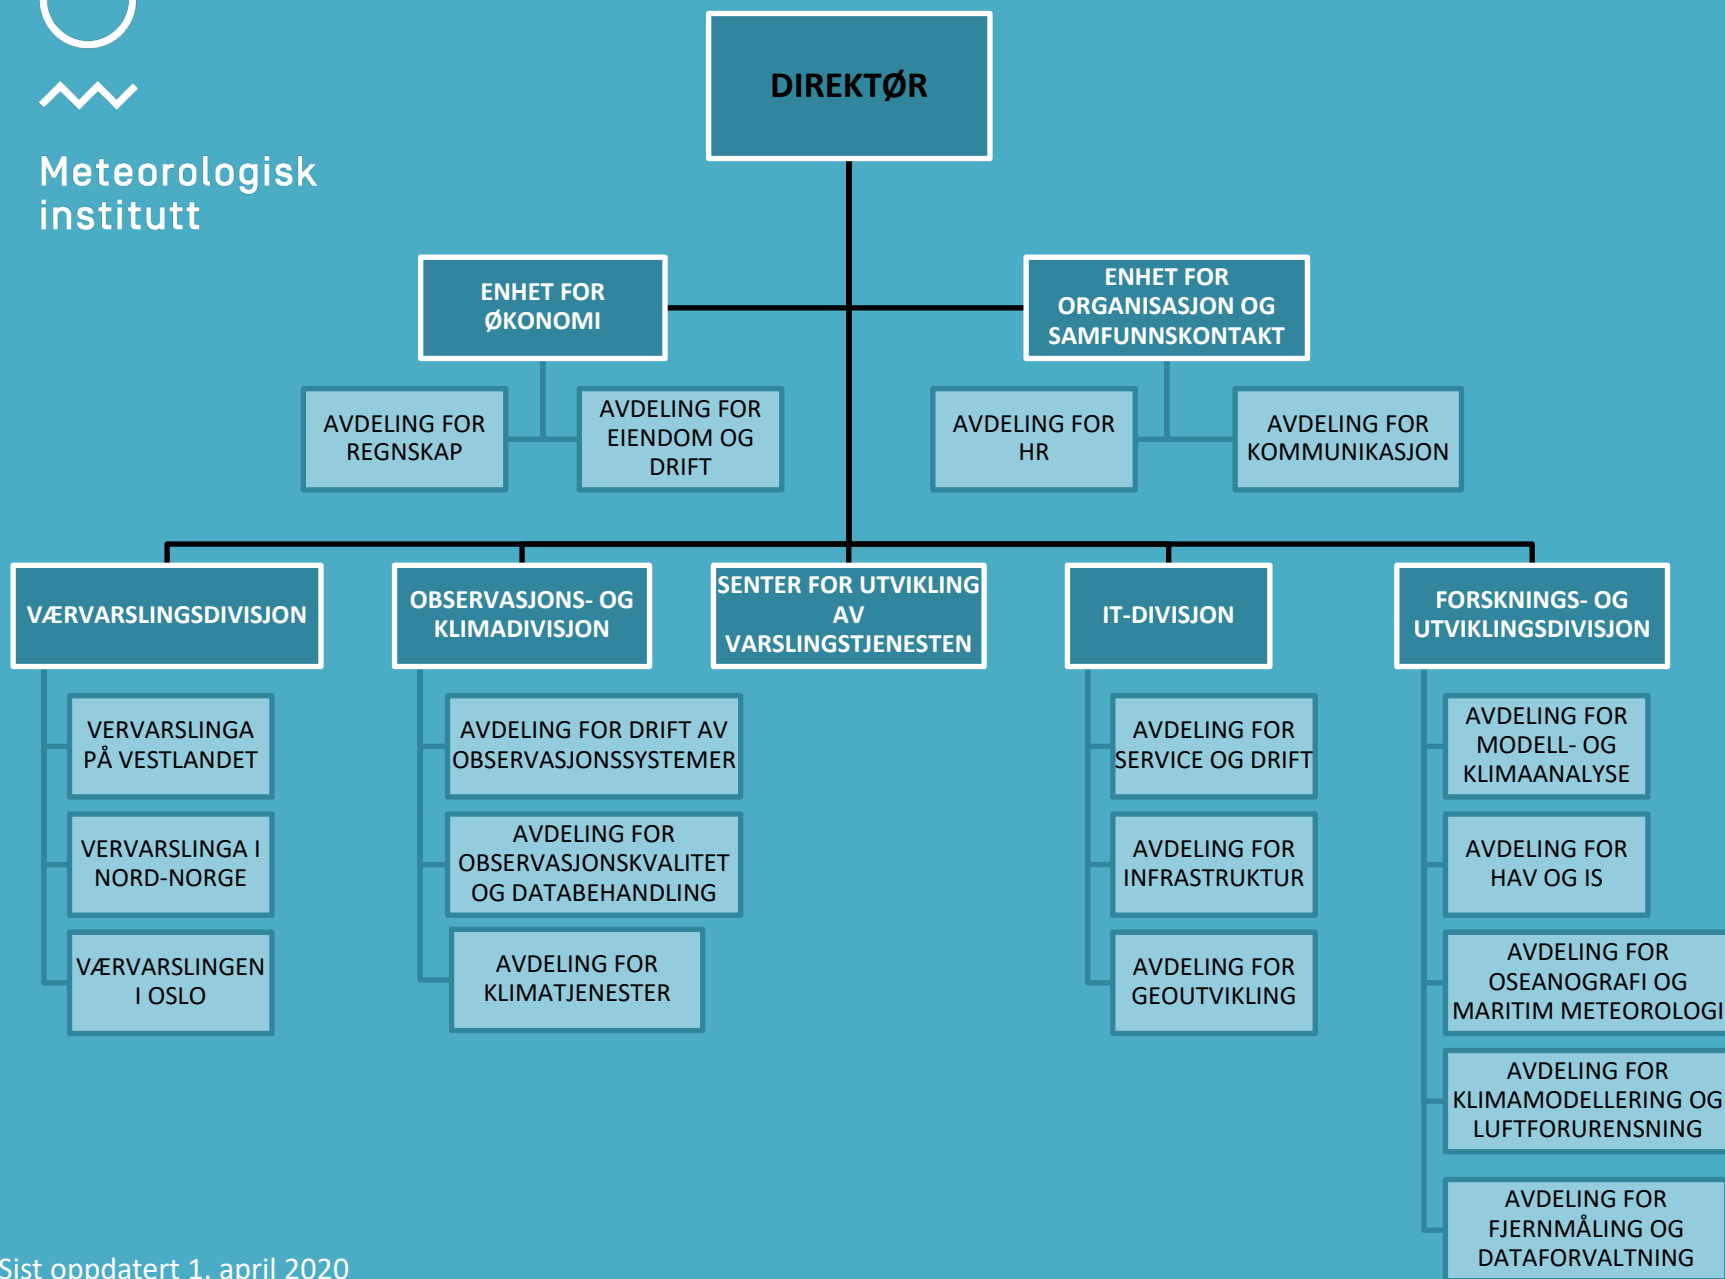 Meteorologisk
institutt
DIREKTØR
ENHET FOR
ØKONOMI
ENHET FOR
ORGANISASJON OG
SAMFUNNSKONTAKT
AVDELING FOR
REGNSKAP
AVDELING FOR
EIENDOM OG
DRIFT
AVDELING FOR
HR
AVDELING FOR
KOMMUNIKASJON
VÆRVARSLINGSDIVISJON
OBSERVASJONS- OG
KLIMADIVISJON
SENTER FOR UTVIKLING
AV
VARSLINGSTJENESTEN
IT-DIVISJON
FORSKNINGS- OG
UTVIKLINGSDIVISJON
VERVARSLINGA
PÅ VESTLANDET
VERVARSLINGA I
NORD-NORGE
VÆRVARSLINGEN
I OSLO
AVDELING FOR DRIFT AV
OBSERVASJONSSYSTEMER
AVDELING FOR
OBSERVASJONSKVALITET
OG DATABEHANDLING
AVDELING FOR
KLIMATJENESTER
AVDELING FOR
SERVICE OG DRIFT
AVDELING FOR
INFRASTRUKTUR
AVDELING FOR
GEOUTVIKLING
AVDELING FOR
MODELL- OG
KLIMAANALYSE
AVDELING FOR
HAV OG IS
AVDELING FOR
OSEANOGRAFI OG
MARITIM METEOROLOGI
AVDELING FOR
KLIMAMODELLERING OG
LUFTFORURENSNING
AVDELING FOR
FJERNMÅLING OG
DATAFORVALTNING
Sist oppdatert 1. april 2020